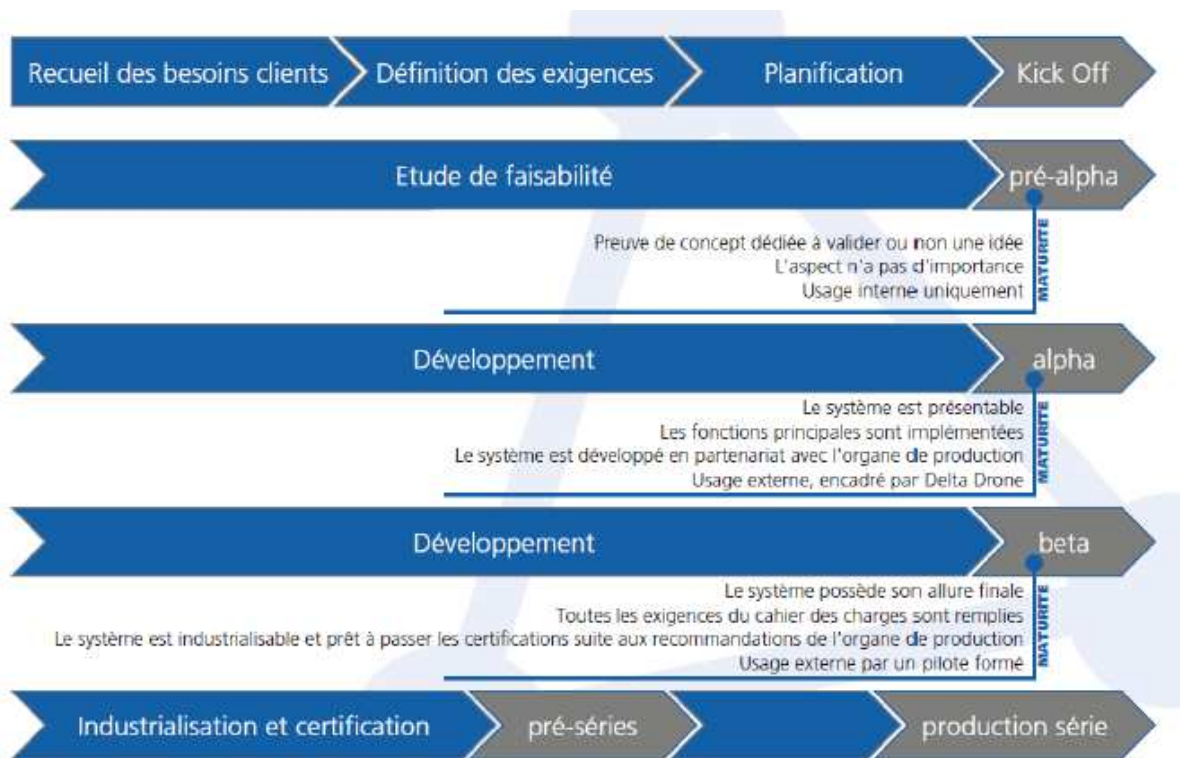 Recueil des besoins clients Définition des exigences Planification Kick Off
Etude de faisabilité pré-alpha
Preuve de concept dédiée à valider ou non une idée
L'aspect n'a pas d'importance
Usage interne uniquement
MATURITE
Développement alpha
Le système est présentable
Les fonctions principales sont implémentées
Le système est développé en partenariat avec l'organe de production
Usage externe, encadré par Delta Drone
MATURITE
Développement beta
Le système possède son allure finale
Toutes les exigences du cahier des charges sont remplies
Le système est industrialisable et prêt à passer les certifications suite aux recommandations de l'organe de production
Usage externe par un pilote formé
MATURITE
Industrialisation et certification pré-séries production série